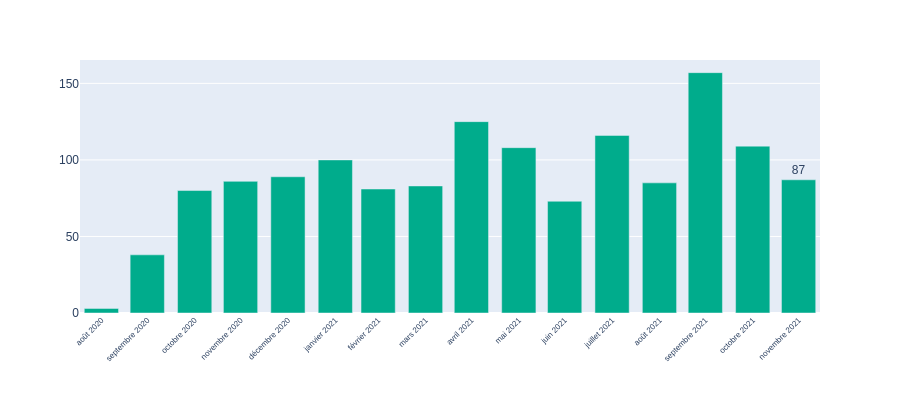 150
100
50
0
87
août 2020
septembre 2020
octobre 2020
novembre 2020
décembre 2020
janvier 2021
février 2021
mars 2021
avril 2021
mai 2021
juin 2021
juillet 2021
août 2021
septembre 2021
octobre 2021
novembre 2021